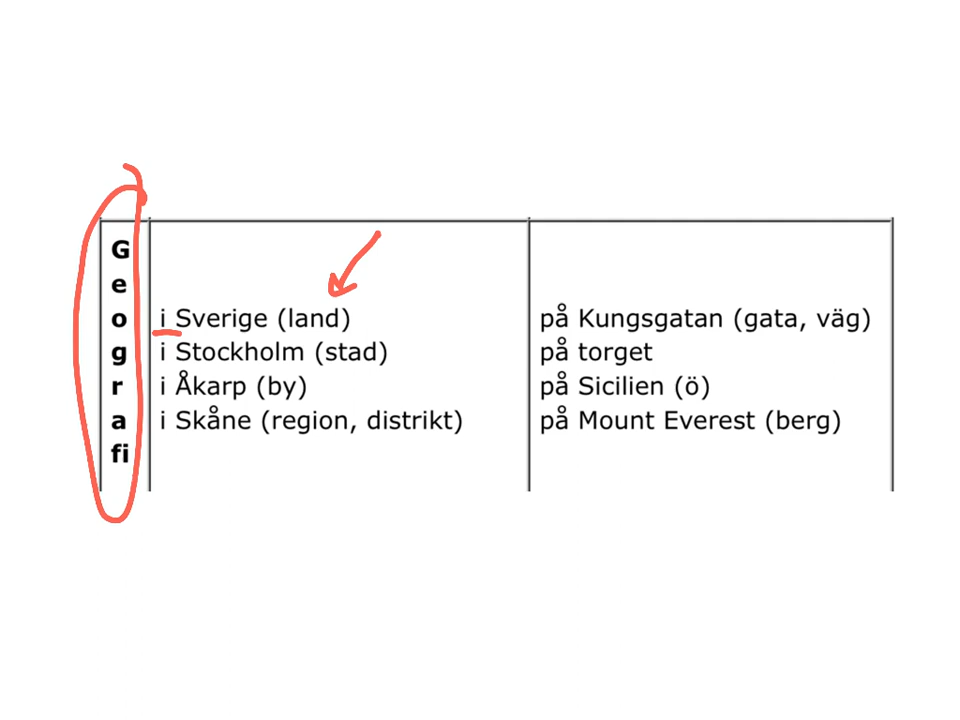 G
e
o
g
r
a
fi
i Sverige (land)
i Stockholm (stad)
i Åkarp (by)
i Skåne (region, distrikt)
på Kungsgatan (gata, väg)
på torget
på Sicilien (ö)
på Mount Everest (berg)